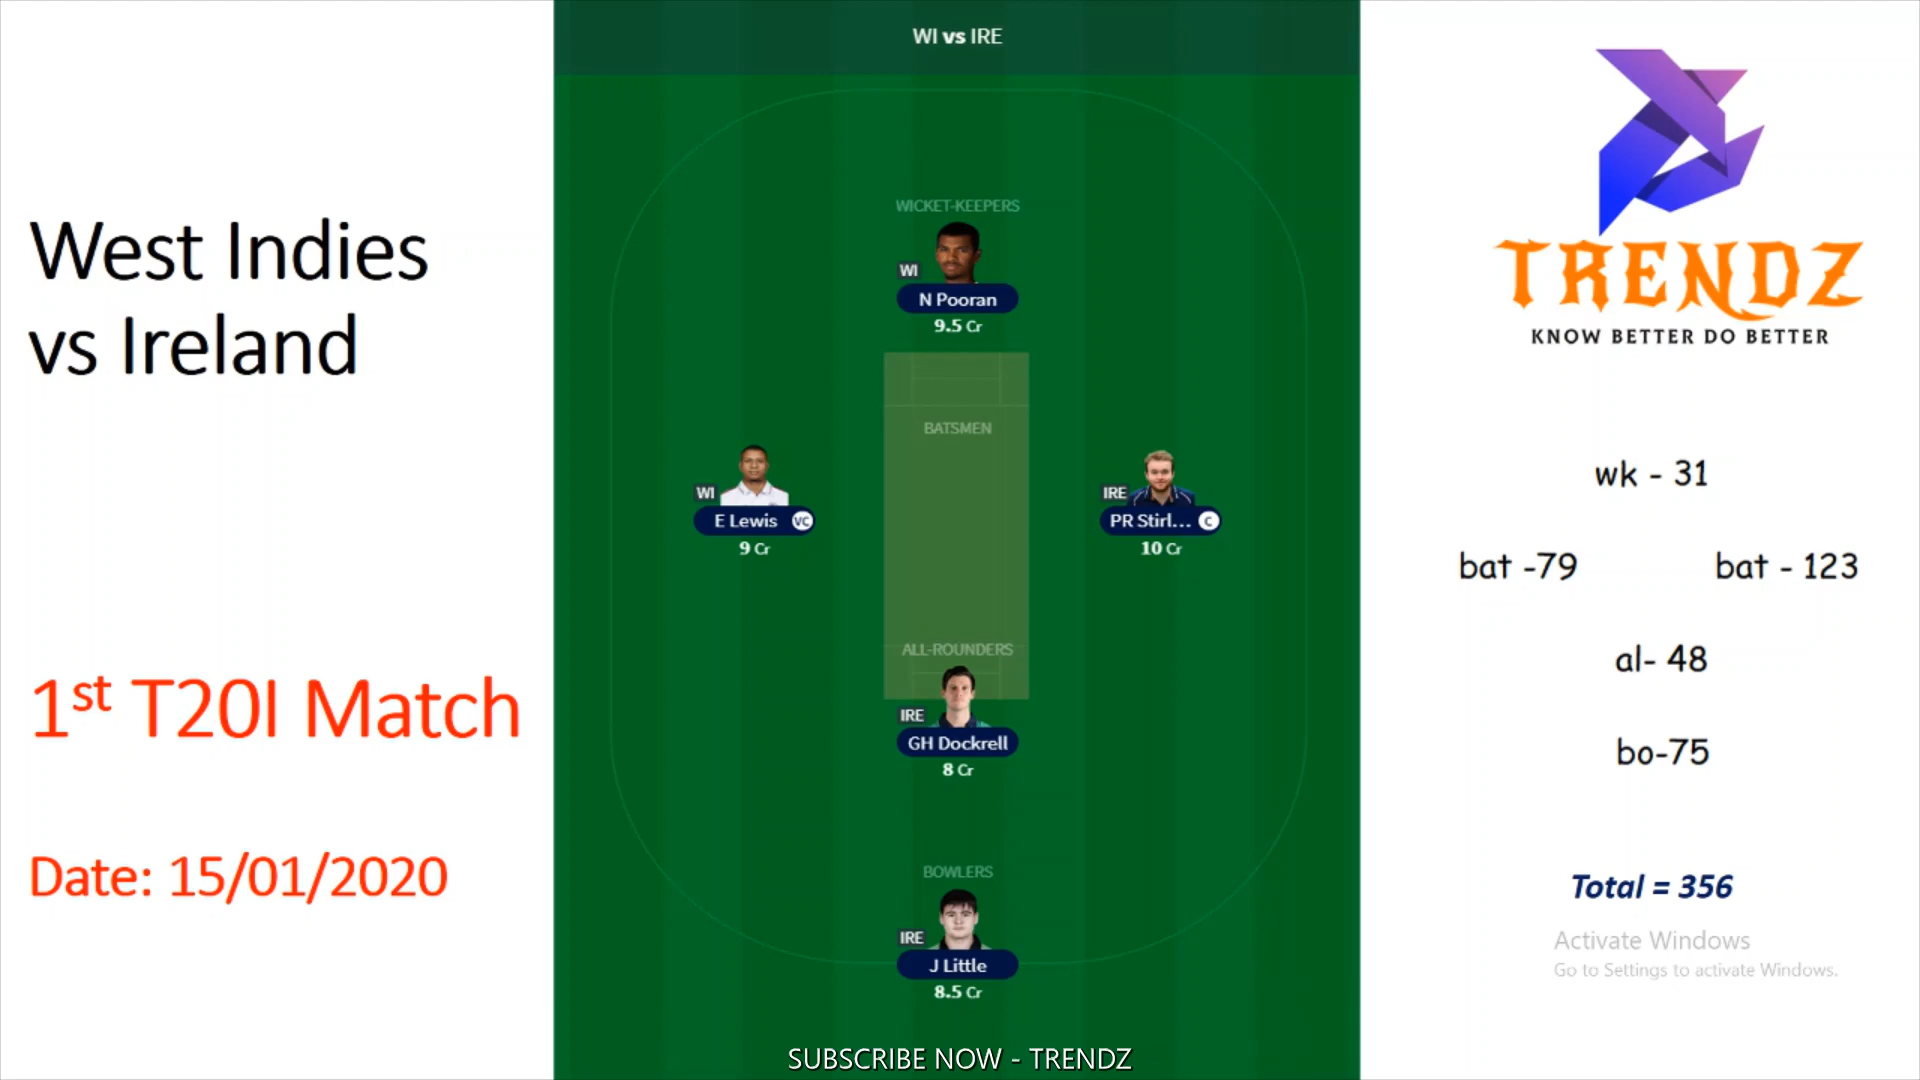 West Indies
vs Ireland
1st T20I Match
Date: 15/01/2020
WI vs IRE
WICKET-KEEPERS
WI
N Pooran
9.5 Cr
BATSMEN
WI
E Lewis VC
9 Cr
IRE
PR Stirl... C
10 Cr
ALL-ROUNDERS
IRE
GH Dockrell
8 Cr
BOWLERS
IRE
J Little
8.5 Cr
SUBSCRIBE NOW - TRENDZ
TRENDZ
KNOW BETTER DO BETTER
wk - 31
bat -79 bat - 123
al- 48
bo-75
Total = 356
Activate Windows
Go to Settings to activate Windows.